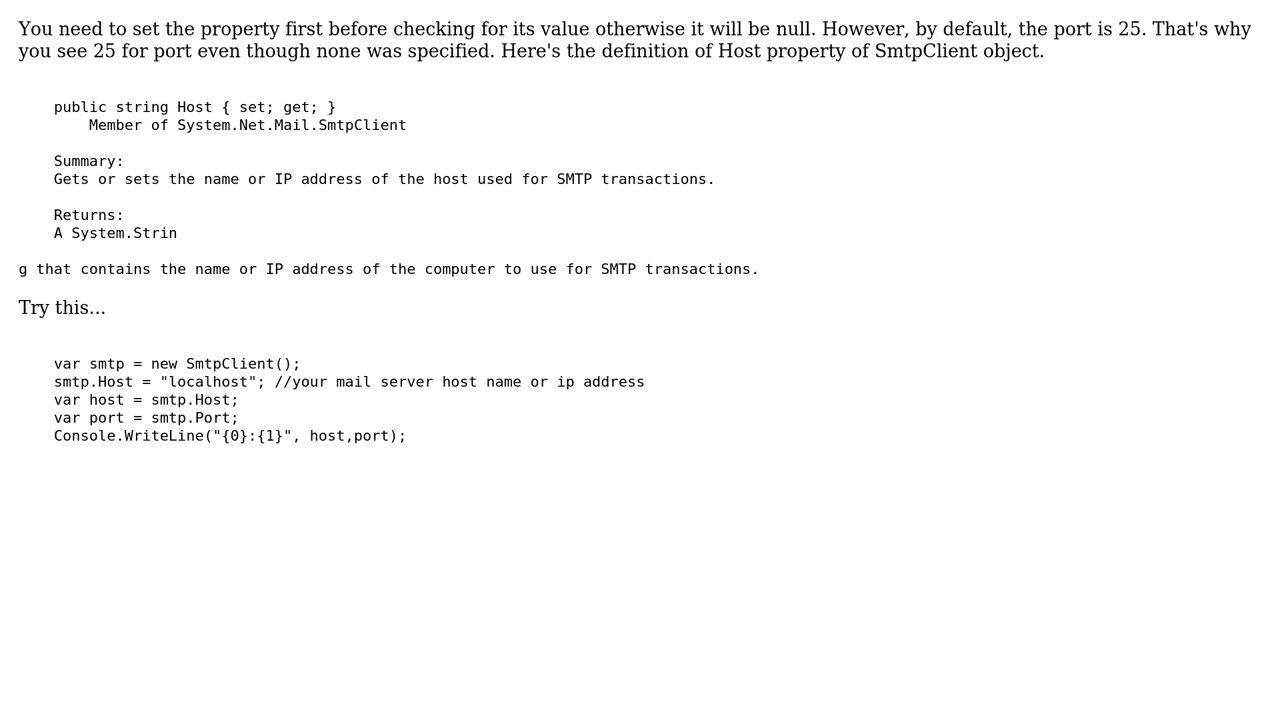 You need to set the property first before checking for its value otherwise it will be null. However, by default, the port is 25. That's why
you see 25 for port even though none was specified. Here's the definition of Host property of SmtpClient object.
public string Host { set; get; }
    Member of System.Net.Mail.SmtpClient
Summary:
Gets or sets the name or IP address of the host used for SMTP transactions.
Returns:
A System.Strin
g that contains the name or IP address of the computer to use for SMTP transactions.
Try this...
var smtp = new SmtpClient();
smtp.Host = "localhost"; //your mail server host name or ip address
var host = smtp.Host;
var port = smtp.Port;
Console.WriteLine("{0}:{1}", host,port);